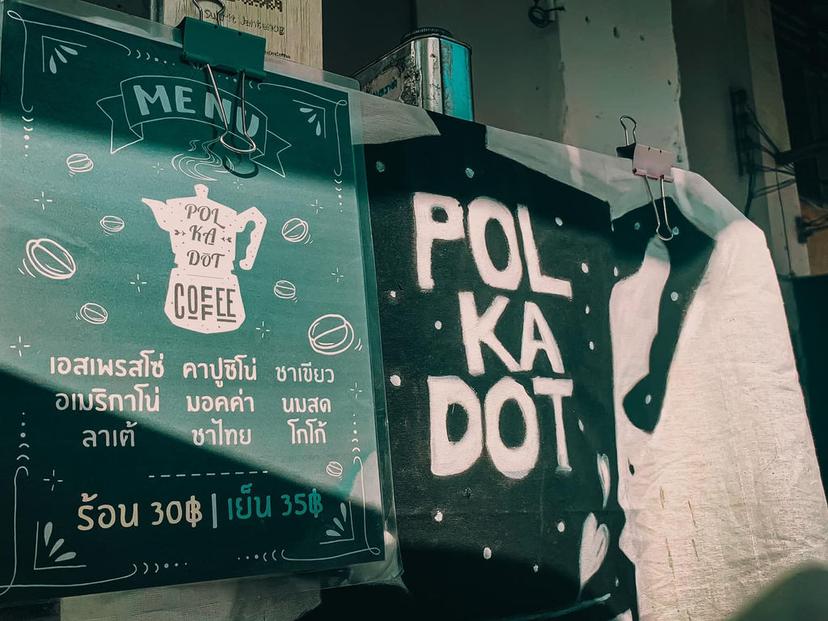 MENU
POL
KA
DOT
COFFEE
เอสเพรสโซ่ คาปูชิโน่ ชาเขียว
อเมริกาโน่ มอคค่า นมสด
ลาเต้ ชาไทย โกโก้
ร้อน 30฿ | เย็น 35฿
POL
KA
DOT